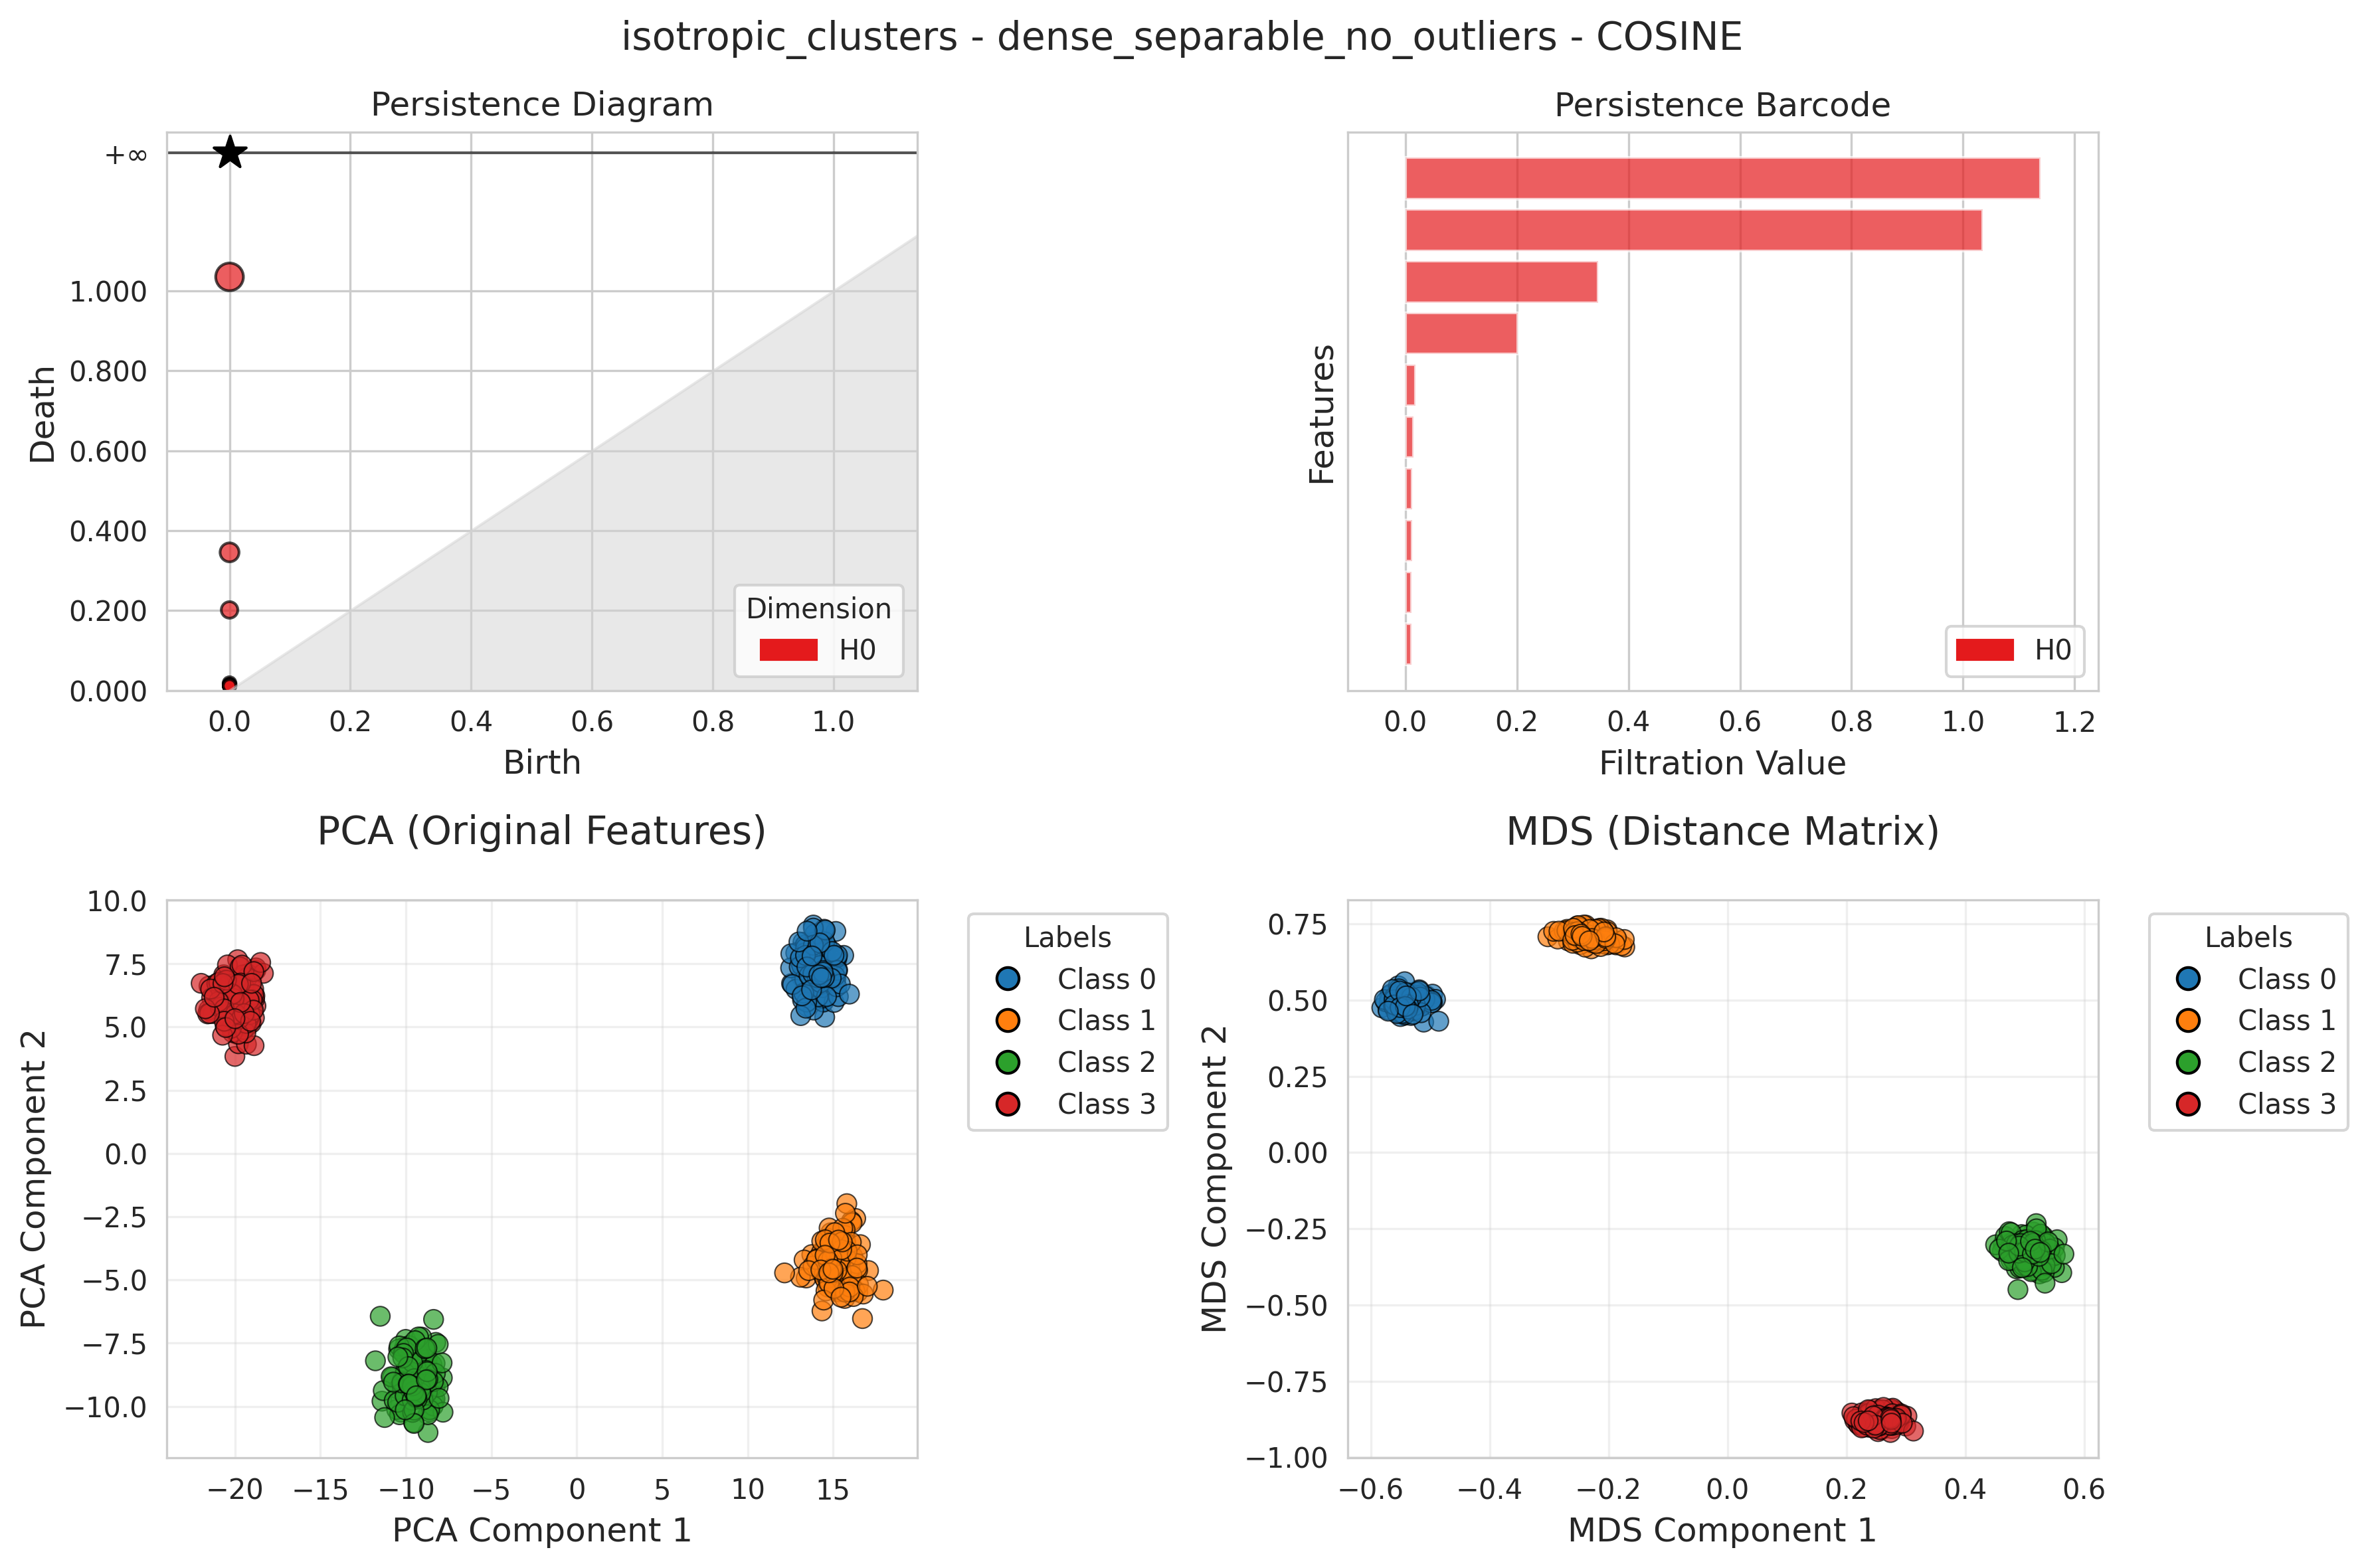 isotropic_clusters - dense_separable_no_outliers - COSINE
Persistence Diagram
+∞
1.000
0.800
0.600
0.400
0.200
0.000
Death
0.0 0.2 0.4 0.6 0.8 1.0
Birth
Dimension
H0
Persistence Barcode
Features
0.0 0.2 0.4 0.6 0.8 1.0 1.2
Filtration Value
H0
PCA (Original Features)
10.0
7.5
5.0
2.5
0.0
−2.5
−5.0
−7.5
−10.0
PCA Component 2
−20 −15 −10 −5 0 5 10 15
PCA Component 1
Labels
Class 0
Class 1
Class 2
Class 3
MDS (Distance Matrix)
0.75
0.50
0.25
0.00
−0.25
−0.50
−0.75
−1.00
MDS Component 2
−0.6 −0.4 −0.2 0.0 0.2 0.4 0.6
MDS Component 1
Labels
Class 0
Class 1
Class 2
Class 3